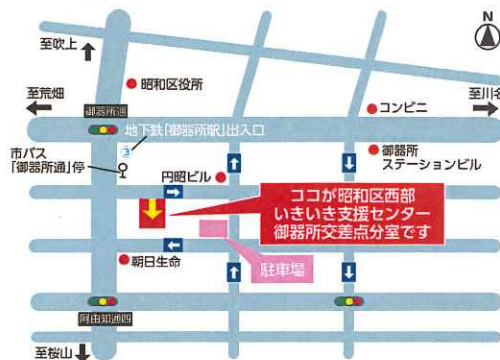 N
至吹上
昭和区役所
至荒畑
御器所通
コンビニ
至川名
地下鉄「御器所駅」出入口
③
市バス
「御器所通」停
御器所
ステーションビル
円昭ビル
ココが昭和区西部
いきいき支援センター
御器所交差点分室です
駐車場
朝日生命
阿由知通四
至桜山